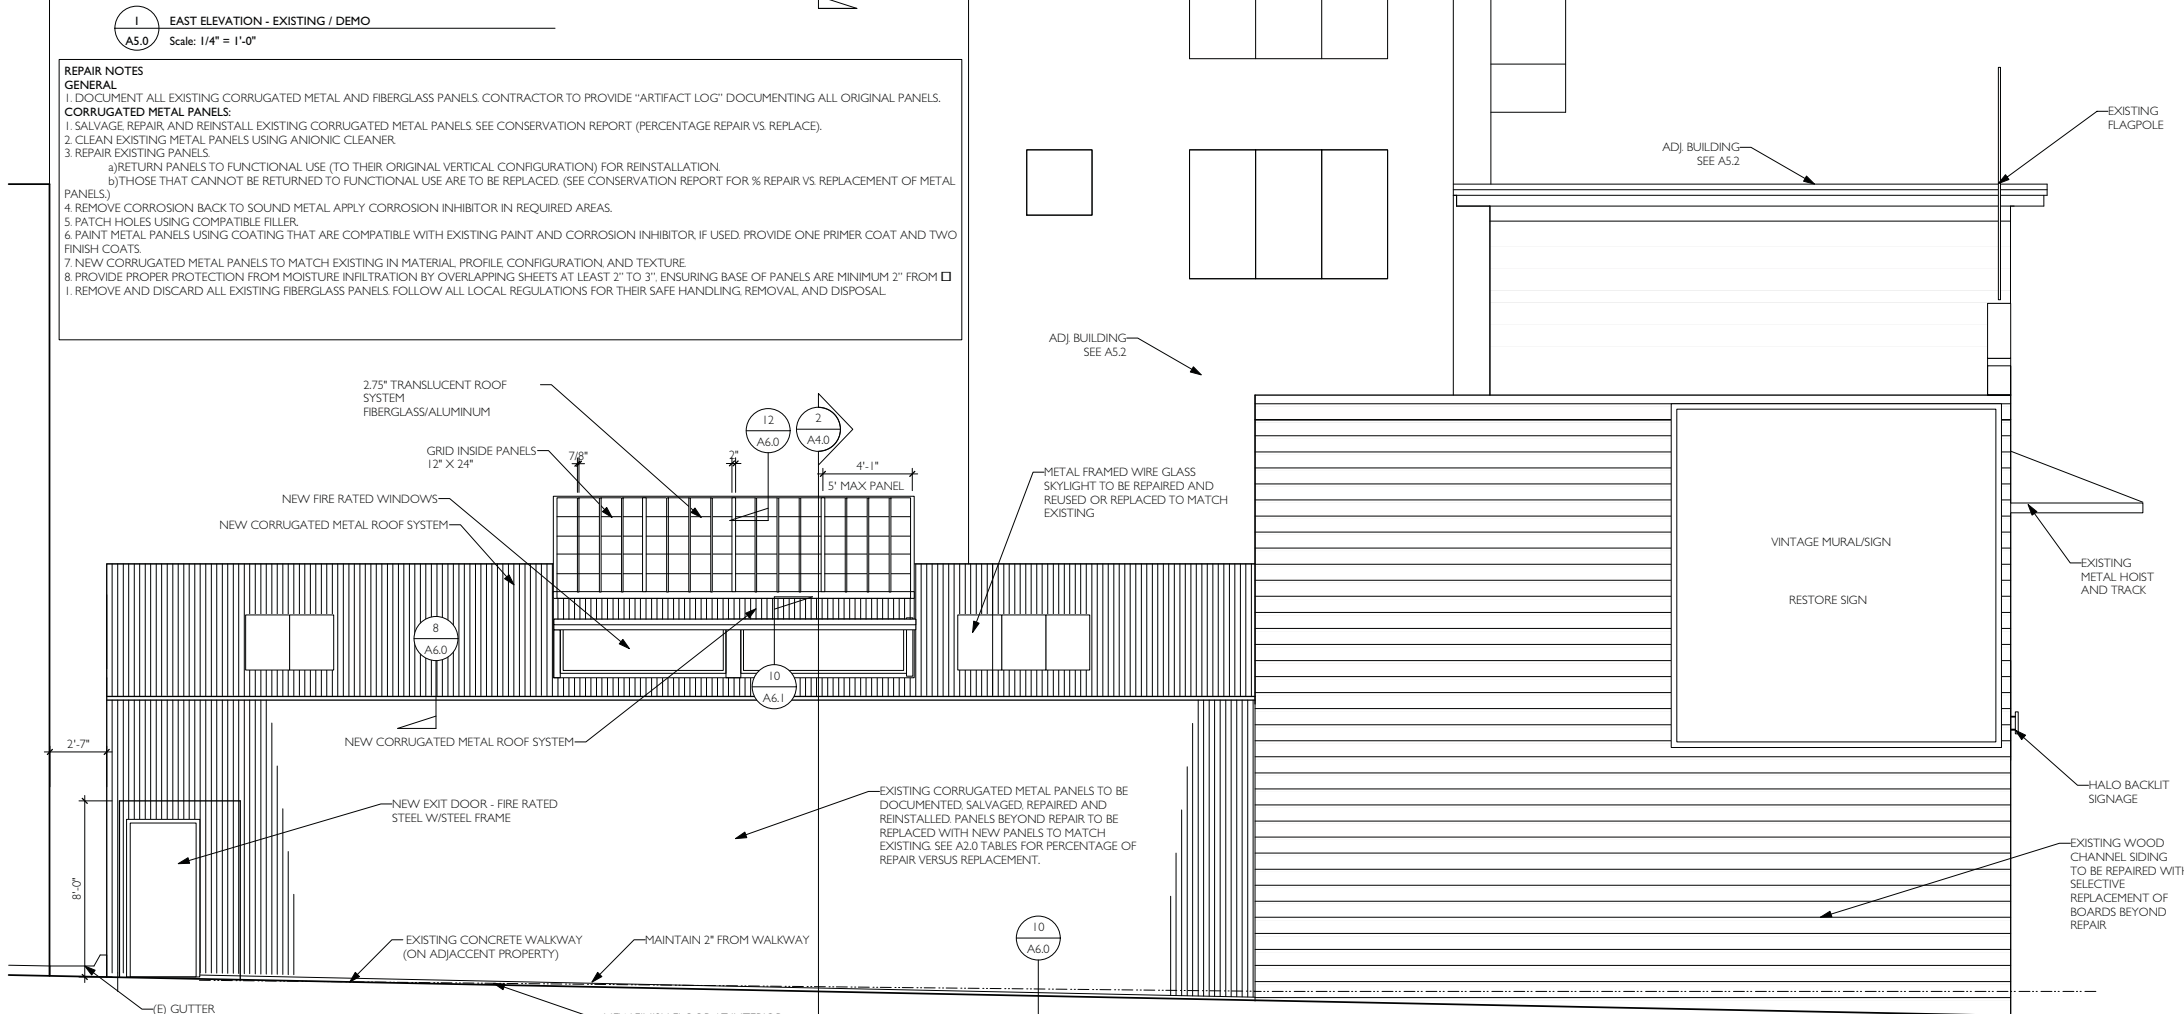 1
A5.0
EAST ELEVATION - EXISTING / DEMO
Scale: 1/4" = 1'-0"
REPAIR NOTES
GENERAL
1. DOCUMENT ALL EXISTING CORRUGATED METAL AND FIBERGLASS PANELS. CONTRACTOR TO PROVIDE "ARTIFACT LOG" DOCUMENTING ALL ORIGINAL PANELS.
CORRUGATED METAL PANELS:
1. SALVAGE, REPAIR, AND REINSTALL EXISTING CORRUGATED METAL PANELS. SEE CONSERVATION REPORT (PERCENTAGE REPAIR VS. REPLACE).
2. CLEAN EXISTING METAL PANELS USING ANIONIC CLEANER.
3. REPAIR EXISTING PANELS.
a)RETURN PANELS TO FUNCTIONAL USE (TO THEIR ORIGINAL VERTICAL CONFIGURATION) FOR REINSTALLATION.
b)THOSE THAT CANNOT BE RETURNED TO FUNCTIONAL USE ARE TO BE REPLACED. (SEE CONSERVATION REPORT FOR % REPAIR VS. REPLACEMENT OF METAL
PANELS.)
4. REMOVE CORROSION BACK TO SOUND METAL APPLY CORROSION INHIBITOR IN REQUIRED AREAS.
5. PATCH HOLES USING COMPATIBLE FILLER.
6. PAINT METAL PANELS USING COATING THAT ARE COMPATIBLE WITH EXISTING PAINT AND CORROSION INHIBITOR, IF USED. PROVIDE ONE PRIMER COAT AND TWO
FINISH COATS.
7. NEW CORRUGATED METAL PANELS TO MATCH EXISTING IN MATERIAL, PROFILE, CONFIGURATION, AND TEXTURE
8. PROVIDE PROPER PROTECTION FROM MOISTURE INFILTRATION BY OVERLAPPING SHEETS AT LEAST 2" TO 3", ENSURING BASE OF PANELS ARE MINIMUM 2" FROM
1. REMOVE AND DISCARD ALL EXISTING FIBERGLASS PANELS. FOLLOW ALL LOCAL REGULATIONS FOR THEIR SAFE HANDLING, REMOVAL, AND DISPOSAL.
EXISTING
FLAGPOLE
ADJ. BUILDING
SEE A5.2
ADJ. BUILDING
SEE A5.2
2.75" TRANSLUCENT ROOF
SYSTEM
FIBERGLASS/ALUMINUM
12
A6.0
2
A4.0
GRID INSIDE PANELS
12" X 24"
7/8"
2"
4'-1"
5' MAX PANEL
METAL FRAMED WIRE GLASS
SKYLIGHT TO BE REPAIRED AND
REUSED OR REPLACED TO MATCH
EXISTING
NEW FIRE RATED WINDOWS
NEW CORRUGATED METAL ROOF SYSTEM
VINTAGE MURAL/SIGN
RESTORE SIGN
EXISTING
METAL HOIST
AND TRACK
8
A6.0
10
A6.1
NEW CORRUGATED METAL ROOF SYSTEM
2'-7"
HALO BACKLIT
SIGNAGE
NEW EXIT DOOR - FIRE RATED
STEEL W/STEEL FRAME
EXISTING CORRUGATED METAL PANELS TO BE
DOCUMENTED, SALVAGED, REPAIRED AND
REINSTALLED. PANELS BEYOND REPAIR TO BE
REPLACED WITH NEW PANELS TO MATCH
EXISTING. SEE A2.0 TABLES FOR PERCENTAGE OF
REPAIR VERSUS REPLACEMENT.
EXISTING WOOD
CHANNEL SIDING
TO BE REPAIRED WITH
SELECTIVE
REPLACEMENT OF
BOARDS BEYOND
REPAIR
8'-0"
EXISTING CONCRETE WALKWAY
(ON ADJACCENT PROPERTY)
MAINTAIN 2" FROM WALKWAY
10
A6.0
(E) GUTTER